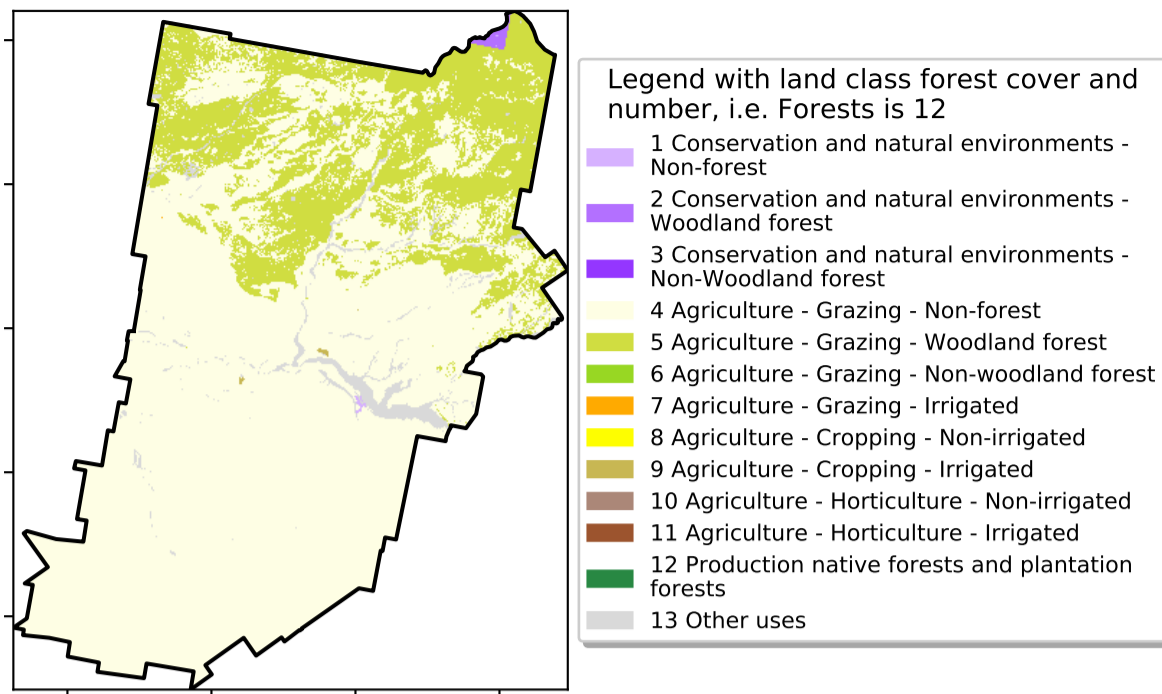 Legend with land class forest cover and
number, i.e. Forests is 12
1 Conservation and natural environments -
Non-forest
2 Conservation and natural environments -
Woodland forest
3 Conservation and natural environments -
Non-Woodland forest
4 Agriculture - Grazing - Non-forest
5 Agriculture - Grazing - Woodland forest
6 Agriculture - Grazing - Non-woodland forest
7 Agriculture - Grazing - Irrigated
8 Agriculture - Cropping - Non-irrigated
9 Agriculture - Cropping - Irrigated
10 Agriculture - Horticulture - Non-irrigated
11 Agriculture - Horticulture - Irrigated
12 Production native forests and plantation
forests
13 Other uses